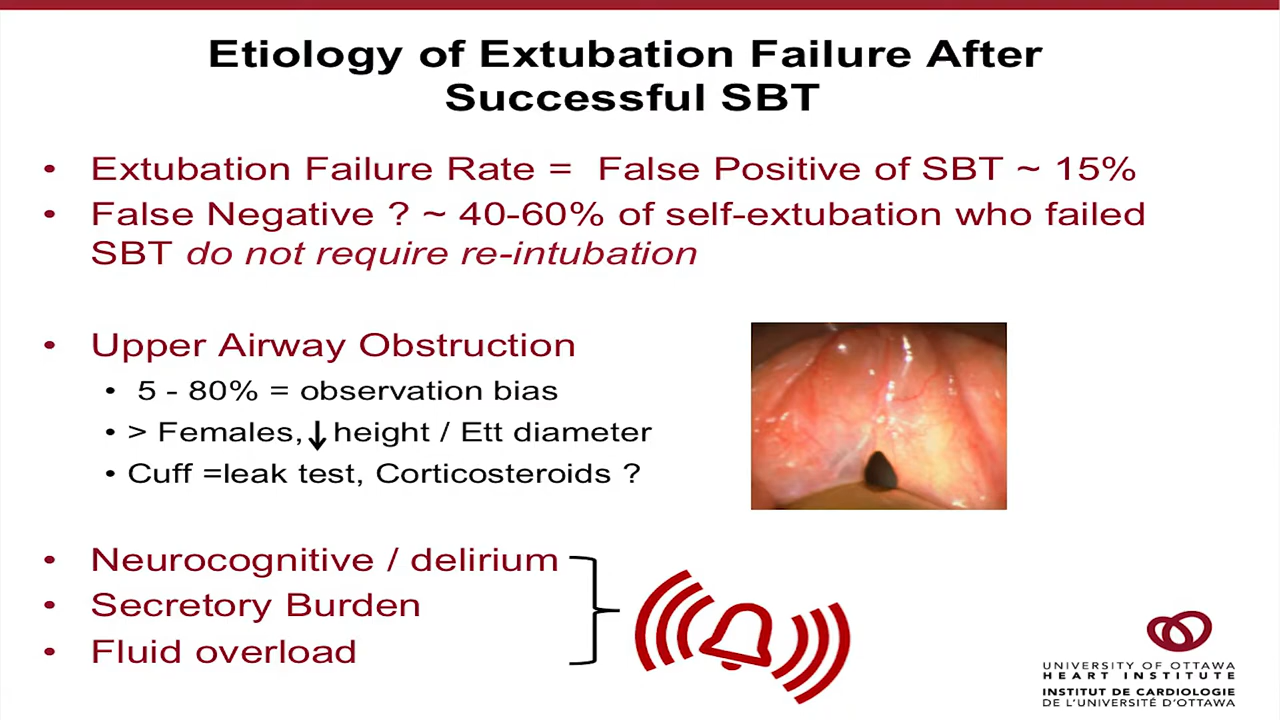 Etiology of Extubation Failure After
Successful SBT
• Extubation Failure Rate = False Positive of SBT ~ 15%
• False Negative ? ~ 40-60% of self-extubation who failed
SBT do not require re-intubation
• Upper Airway Obstruction
• 5 - 80% = observation bias
• > Females,↓height / Ett diameter
• Cuff =leak test, Corticosteroids ?
• Neurocognitive / delirium
• Secretory Burden
• Fluid overload
UNIVERSITY OF OTTAWA
HEART INSTITUTE
INSTITUT DE CARDIOLOGIE
DE L'UNIVERSITÉ D'OTTAWA